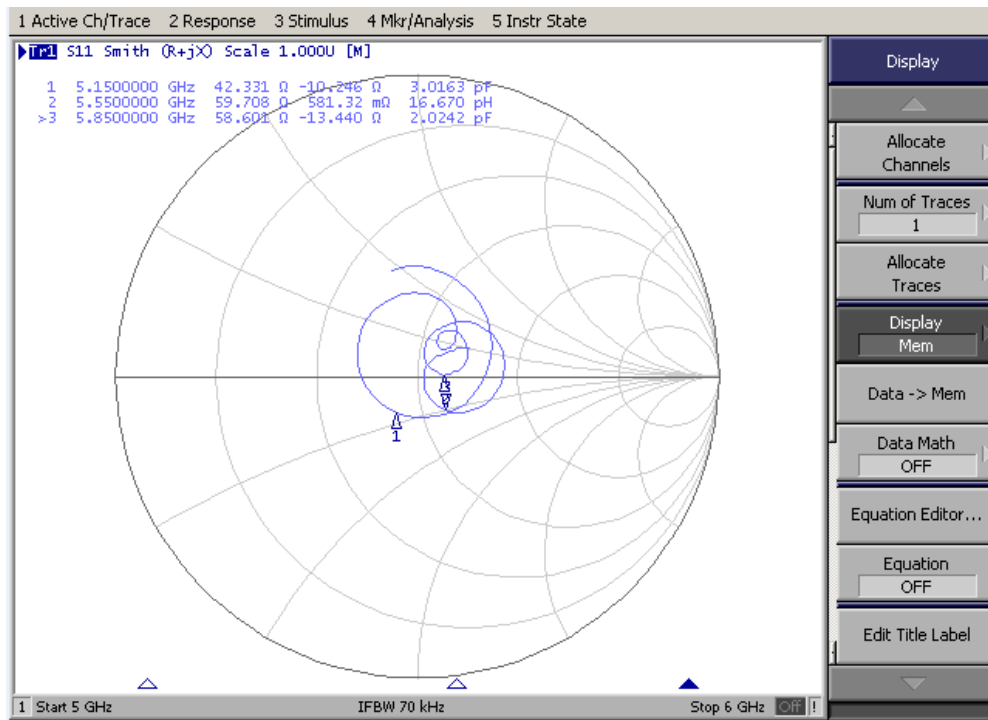 1 Active Ch/Trace 2 Response 3 Stimulus 4 Mkr/Analysis 5 Instr State
Tr1 S11 Smith (R+jX) Scale 1.000U [M]
1 5.1500000 GHz 42.331 Ω -10.246 Ω 3.0163 pF
2 5.5500000 GHz 59.708 Ω 581.32 mΩ 16.670 pH
>3 5.8500000 GHz 58.601 Ω -13.440 Ω 2.0242 pF
1
Display
Allocate
Channels
Num of Traces
1
Allocate
Traces
Display
Mem
Data -> Mem
Data Math
OFF
Equation Editor...
Equation
OFF
Edit Title Label
1 Start 5 GHz IFBW 70 kHz Stop 6 GHz Off !